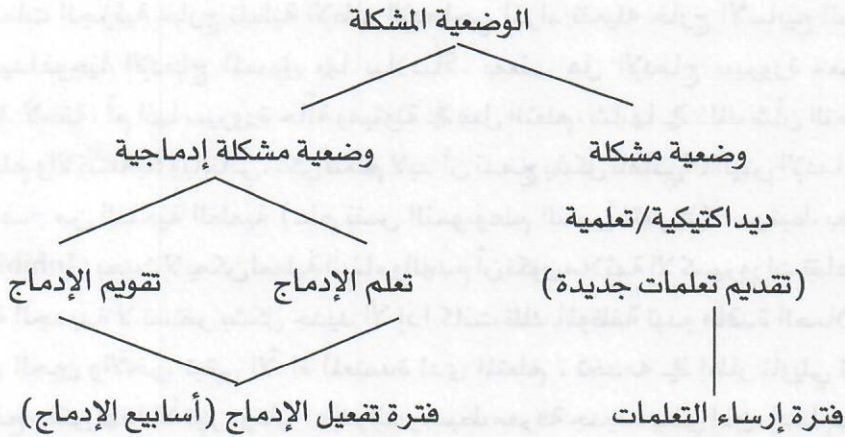 الوضعية المشكلة
وضعية مشكلة
ديداكتيكية/تعلمية
(تقديم تعلمات جديدة)
وضعية مشكلة إدماجية
تعلم الإدماج
تقويم الإدماج
فترة إرساء التعلمات
فترة تفعيل الإدماج (أسابيع الإدماج)